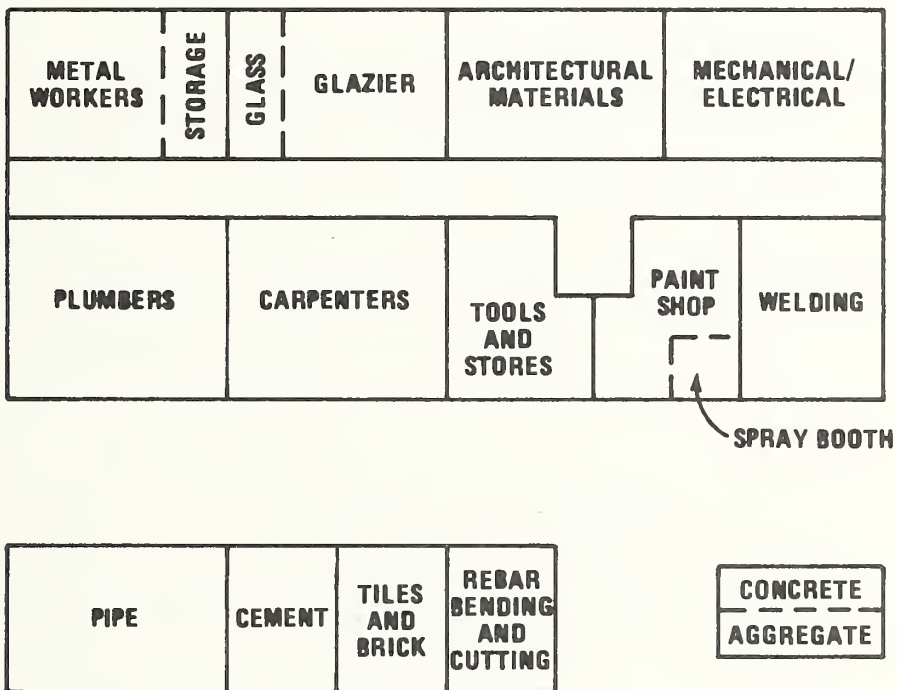 METAL
WORKERS
STORAGE
GLASS
GLAZIER
ARCHITECTURAL
MATERIALS
MECHANICAL/
ELECTRICAL
PLUMBERS
CARPENTERS
TOOLS
AND
STORES
PAINT
SHOP
WELDING
SPRAY BOOTH
PIPE
CEMENT
TILES
AND
BRICK
REBAR
BENDING
AND
CUTTING
CONCRETE
AGGREGATE